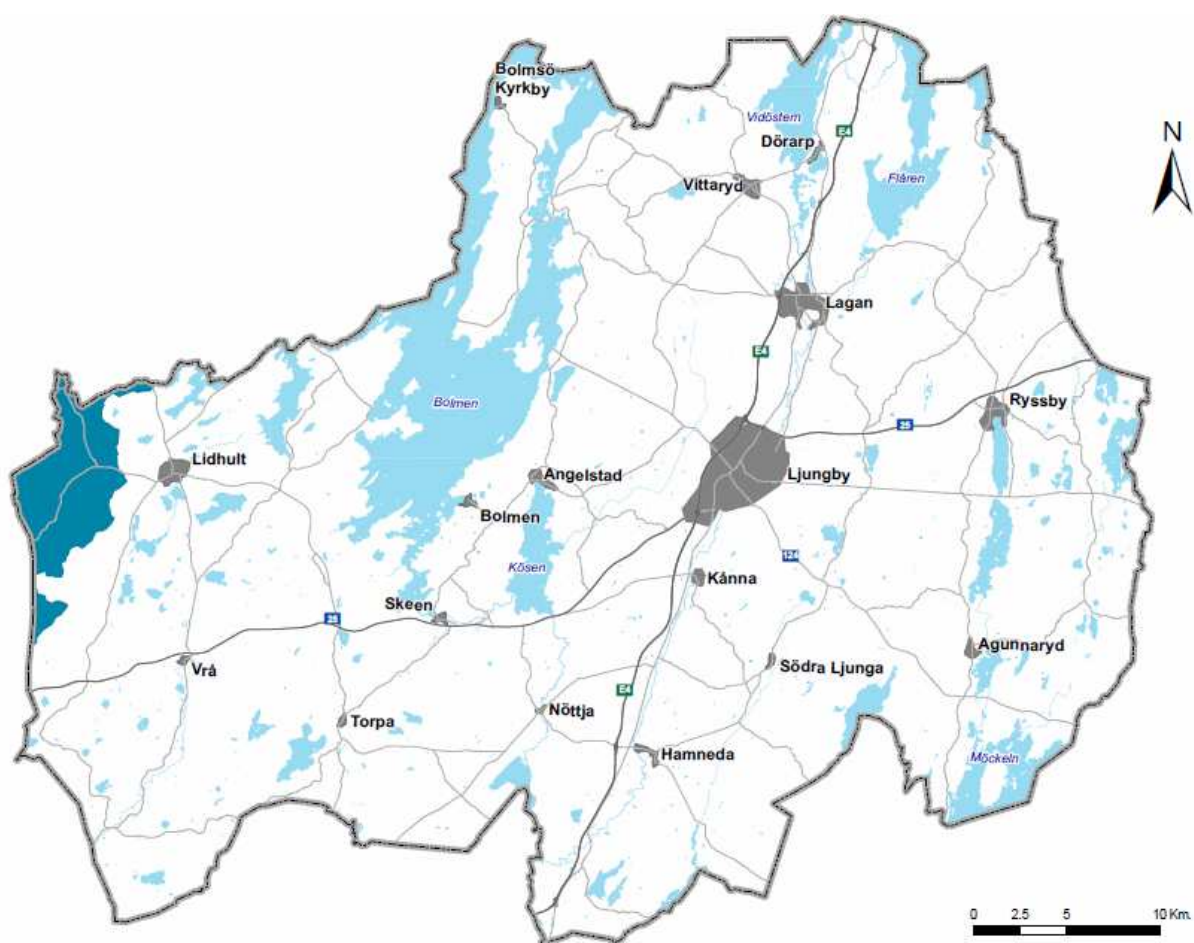 Bolmsö
Kyrkby
Vidöstern
E4
Dörarp
N
Vittaryd
Flåren
Lagan
E4
Bolmen
Ryssby
25
Lidhult
Angelstad
Ljungby
Bolmen
124
Kösen
Kånna
Skeen
25
Agunnaryd
Vrå
Södra Ljunga
E4
Nöttja
Torpa
Hamneda
Möckeln
0 2.5 5 10 Km.